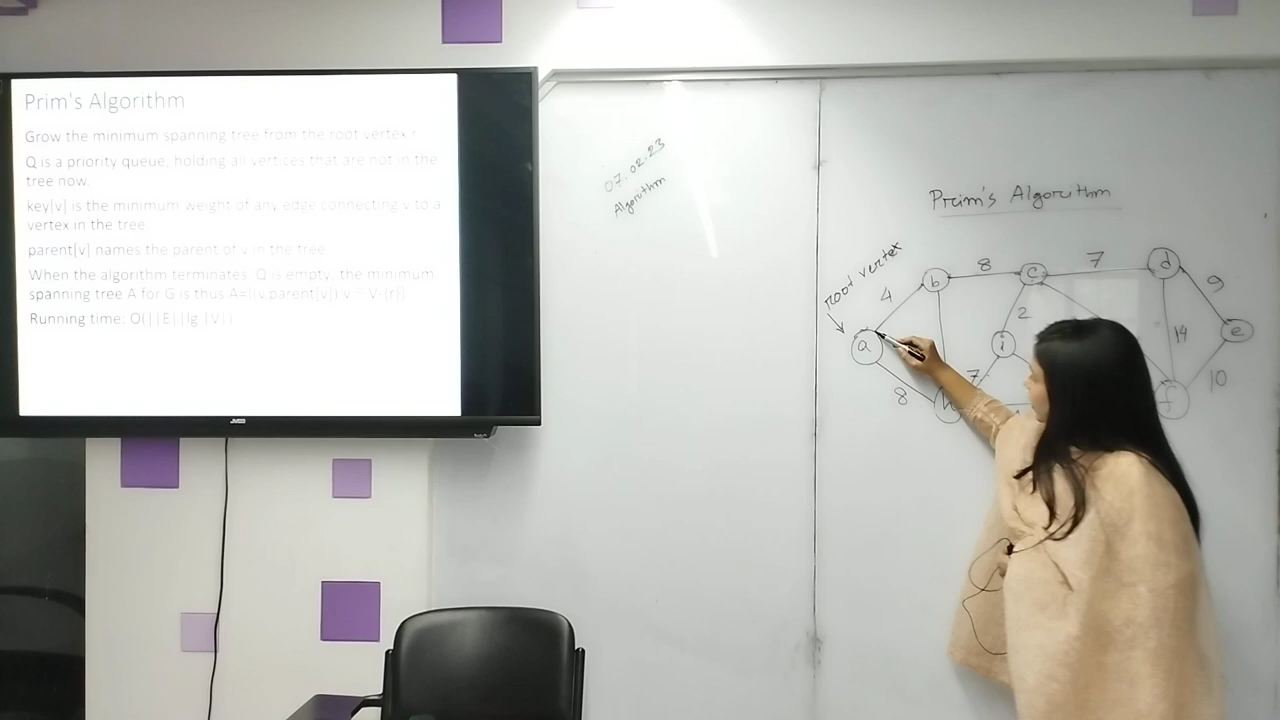 Prim's Algorithm
Grow the minimum spanning tree from the root vertex r
Q is a priority queue, holding all vertices that are not in the
tree now.
key[v] is the minimum weight of any edge connecting v to a
vertex in the tree.
parent[v] names the parent of v in the tree
When the algorithm terminates, Q is empty, the minimum
spanning tree A for G is thus A={(v,parent[v]) v V-{r}}
Running time: O(||E||lg |V|)
JVCO
07.02.23
Algorithm
Prim's Algorithm
root vertex
4
b
8
c
7
d
9
2
a
i
14
e
7
8
h
f
10